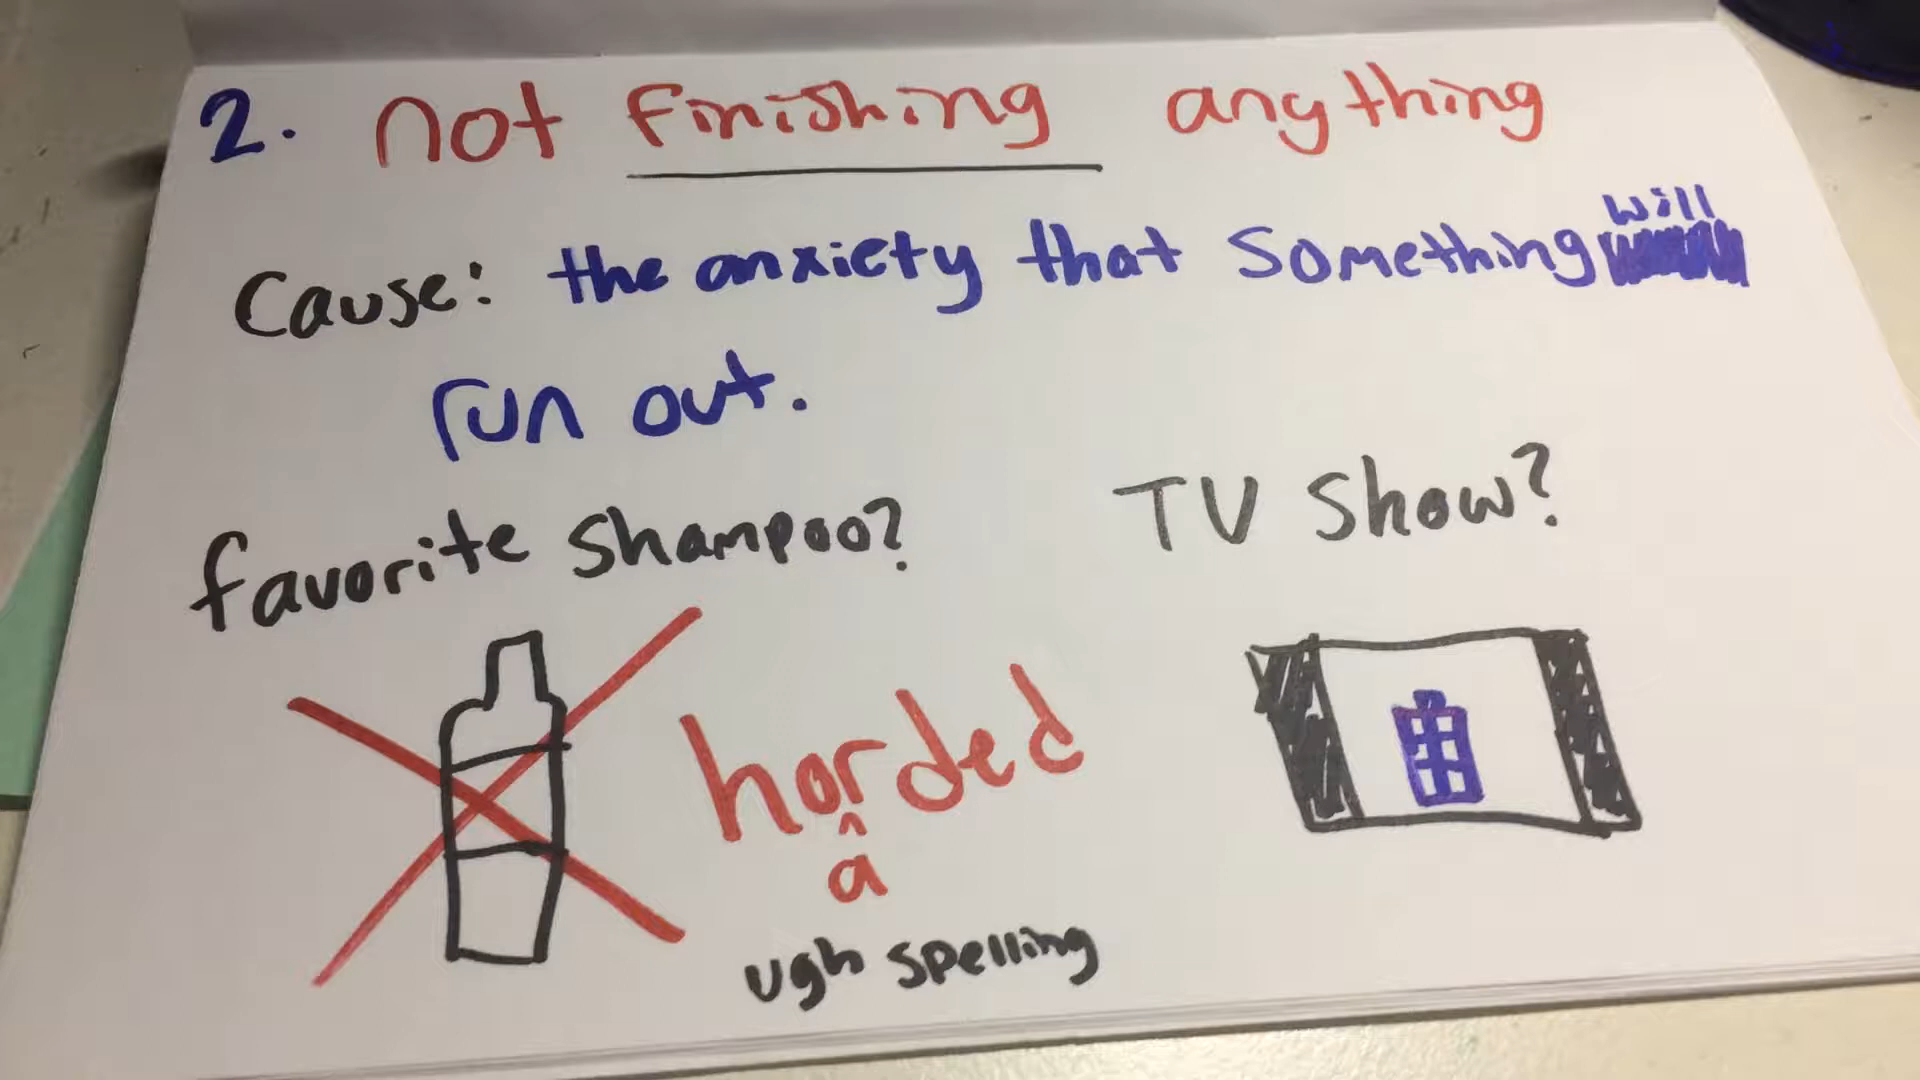 2. not finishing anything
Cause: the anxiety that something will
run out.
favorite shampoo?
TV Show?
horded
^
a
ugh spelling